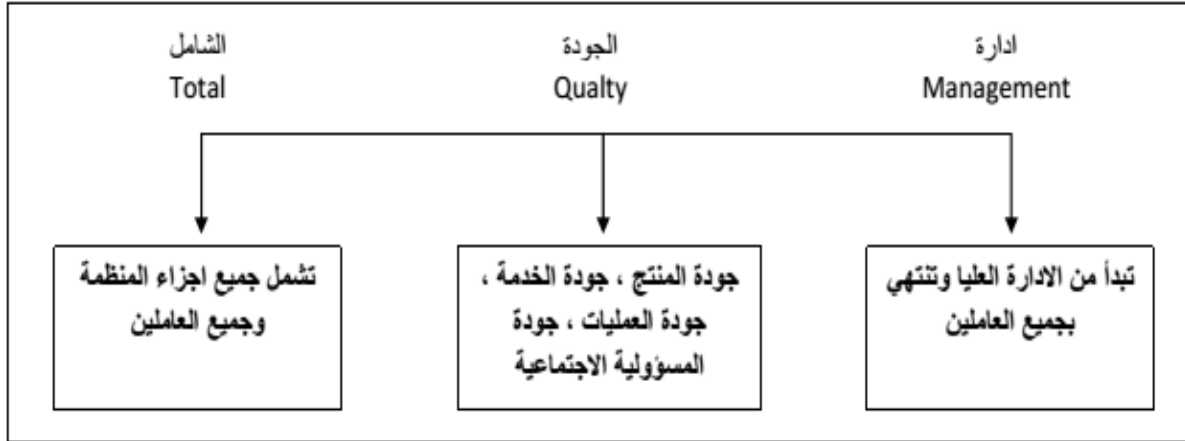 ادارة
Management
الجودة
Qualty
الشامل
Total
تبدأ من الادارة العليا وتنتهي
بجميع العاملين
جودة المنتج ، جودة الخدمة ،
جودة العمليات ، جودة
المسؤولية الاجتماعية
تشمل جميع اجزاء المنظمة
وجميع العاملين